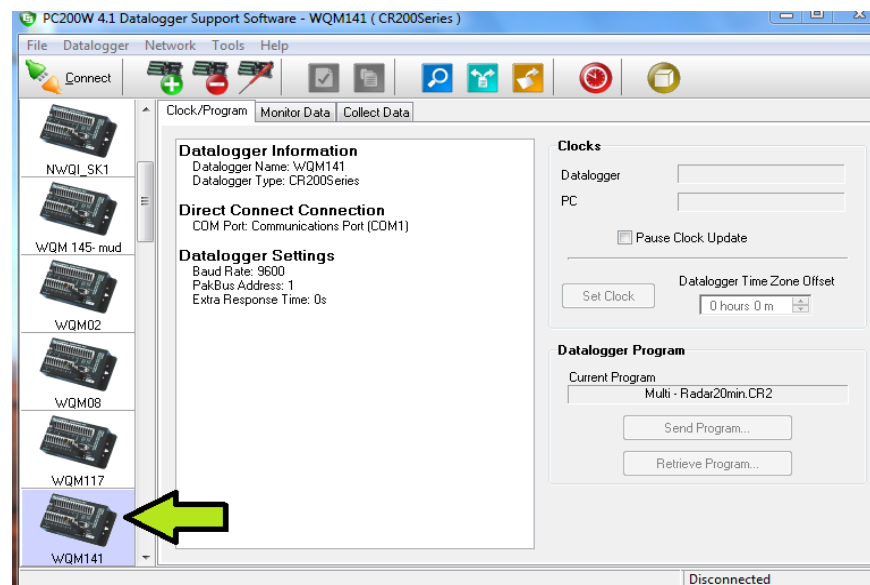 PC200W 4.1 Datalogger Support Software - WQM141 ( CR200Series )
File Datalogger Network Tools Help
Connect
Clock/Program Monitor Data Collect Data
NWQI_SK1
WQM 145- mud
WQM02
WQM08
WQM117
WQM141
Datalogger Information
Datalogger Name: WQM141
Datalogger Type: CR200Series
Direct Connect Connection
COM Port: Communications Port (COM1)
Datalogger Settings
Baud Rate: 9600
PakBus Address: 1
Extra Response Time: 0s
Clocks
Datalogger
PC
Pause Clock Update
Set Clock
Datalogger Time Zone Offset
0 hours 0 m
Datalogger Program
Current Program
Multi - Radar20min.CR2
Send Program...
Retrieve Program...
Disconnected